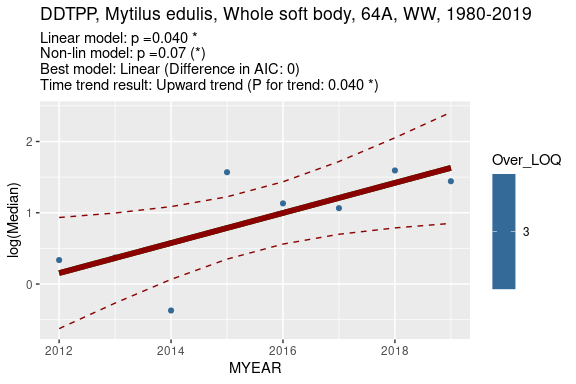 DDTPP, Mytilus edulis, Whole soft body, 64A, WW, 1980-2019
Linear model: p =0.040 *
Non-lin model: p =0.07 (*)
Best model: Linear (Difference in AIC: 0)
Time trend result: Upward trend (P for trend: 0.040 *)
log(Median)
2
1
0
2012
2014
2016
2018
MYEAR
Over_LOQ
3